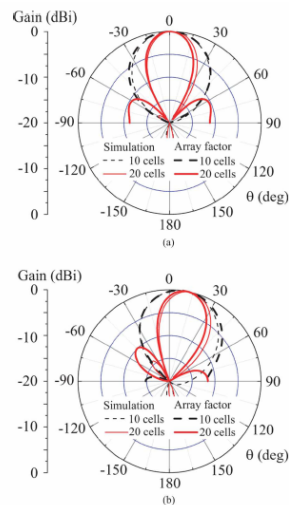 Gain (dBi)
0
0
-30
30
-10
-60
60
-20
-90
90
Simulation
Array factor
10 cells
10 cells
-10
20 cells
20 cells
-120
120
θ (deg)
-150
150
0
180
(a)
Gain (dBi)
0
0
-30
30
-10
-60
60
-20
-90
90
Simulation
Array factor
-10
10 cells
10 cells
20 cells
20 cells
-120
120
θ (deg)
-150
150
0
180
(b)